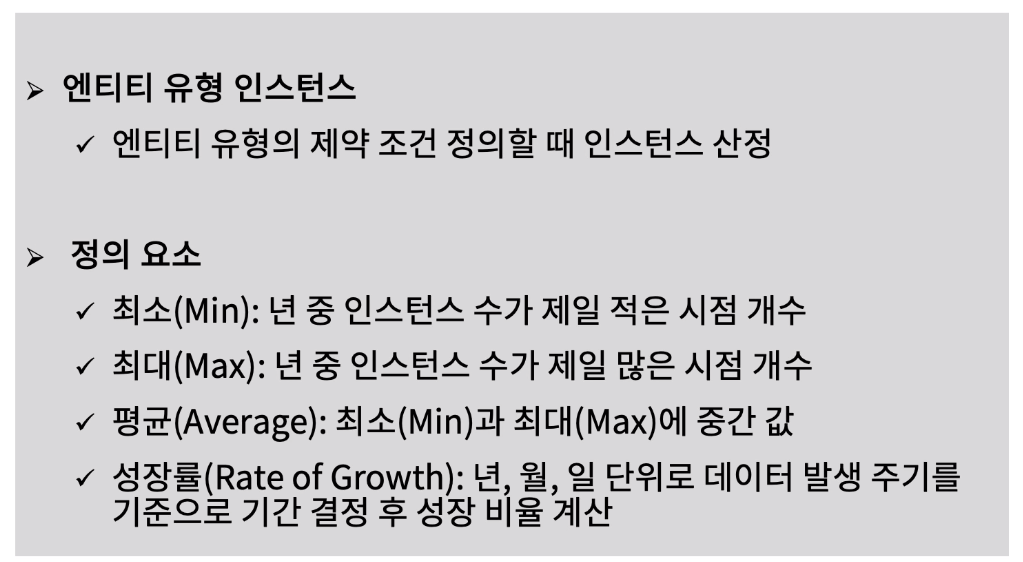 ➢ 엔티티 유형 인스턴스
✓ 엔티티 유형의 제약 조건 정의할 때 인스턴스 산정
➢ 정의 요소
✓ 최소(Min): 년 중 인스턴스 수가 제일 적은 시점 개수
✓ 최대(Max): 년 중 인스턴스 수가 제일 많은 시점 개수
✓ 평균(Average): 최소(Min)과 최대(Max)에 중간 값
✓ 성장률(Rate of Growth): 년, 월, 일 단위로 데이터 발생 주기를
기준으로 기간 결정 후 성장 비율 계산